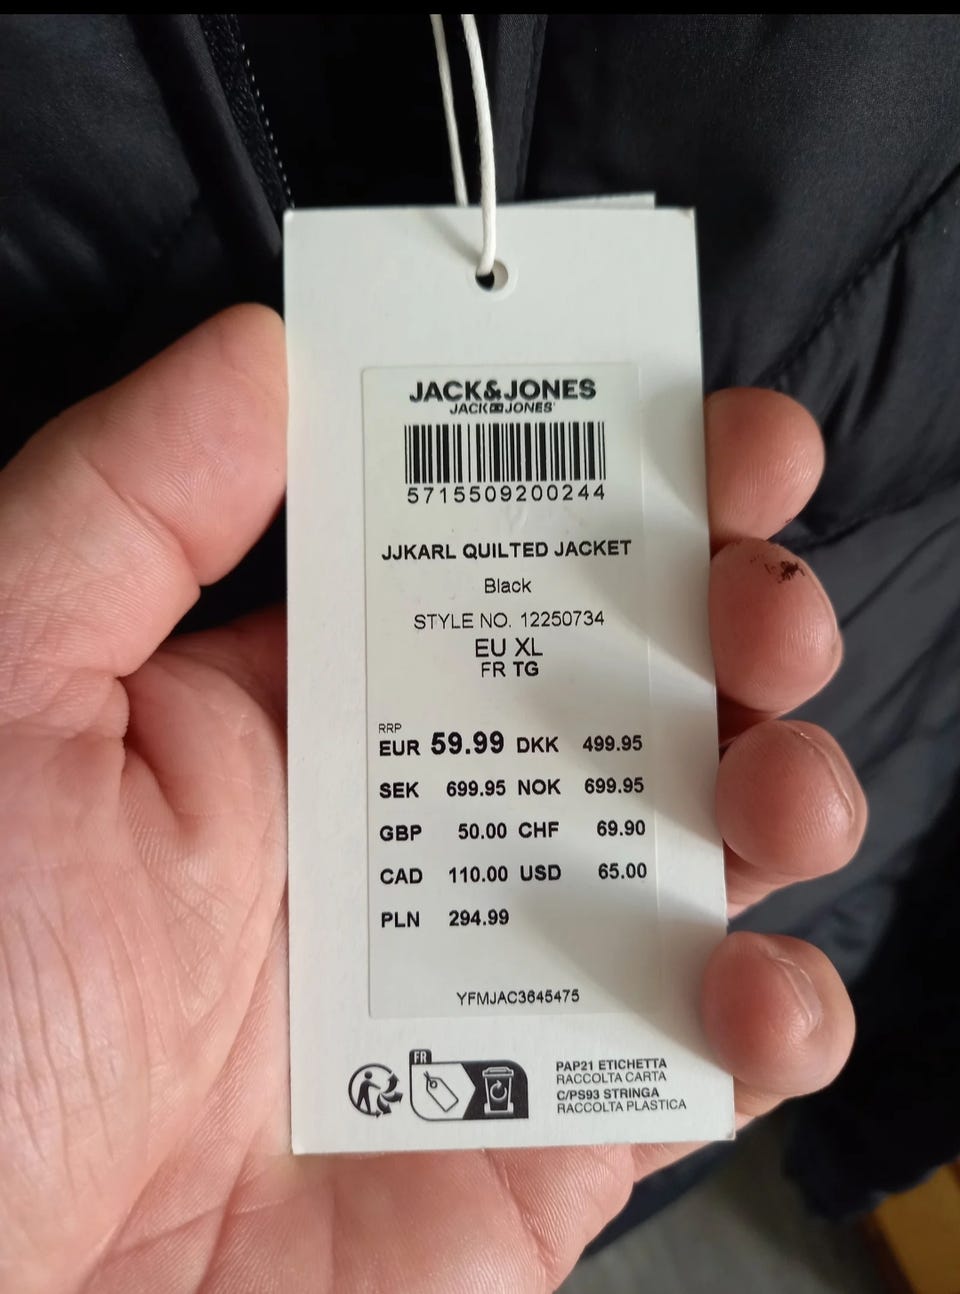 JACK&JONES
JACK JONES
5715509200244
JJKARL QUILTED JACKET
Black
STYLE NO. 12250734
EU XL
FR TG
RRP
EUR 59.99 DKK 499.95
SEK 699.95 NOK 699.95
GBP 50.00 CHF 69.90
CAD 110.00 USD 65.00
PLN 294.99
YFMJAC3645475
FR
PAP21 ETICHETTA
RACCOLTA CARTA
C/PS93 STRINGA
RACCOLTA PLASTICA